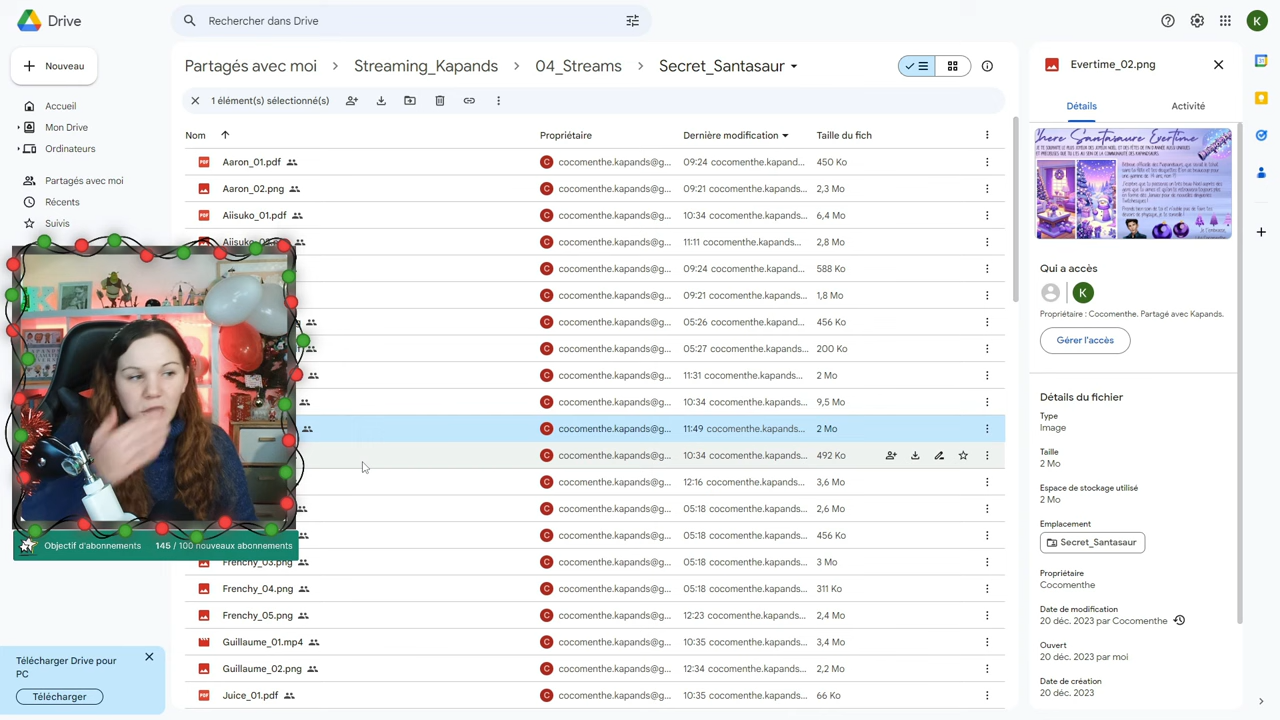 Drive
Rechercher dans Drive
K
Nouveau
Accueil
Mon Drive
Ordinateurs
Partagés avec moi
Récents
Suivis
Partagés avec moi
Streaming_Kapands
04_Streams
Secret_Santasaur
1 élément(s) sélectionné(s)
Nom
Propriétaire
Dernière modification
Taille du fich
Aaron_01.pdf C cocomenthe.kapands@g... 09:24 cocomenthe.kapand... 450 Ko
Aaron_02.png C cocomenthe.kapands@g... 09:21 cocomenthe.kapands... 2,3 Mo
Aiisuko_01.pdf C cocomenthe.kapands@g... 10:34 cocomenthe.kapands... 6,4 Mo
C cocomenthe.kapands@g... 11:11 cocomenthe.kapands... 2,8 Mo
C cocomenthe.kapands@g... 09:24 cocomenthe.kapand... 588 Ko
C cocomenthe.kapands@g... 09:21 cocomenthe.kapands... 1,8 Mo
C cocomenthe.kapands@g... 05:26 cocomenthe.kapand... 456 Ko
C cocomenthe.kapands@g... 05:27 cocomenthe.kapand... 200 Ko
C cocomenthe.kapands@g... 11:31 cocomenthe.kapands... 2 Mo
C cocomenthe.kapands@g... 10:34 cocomenthe.kapands... 9,5 Mo
C cocomenthe.kapands@g... 11:49 cocomenthe.kapands... 2 Mo
C cocomenthe.kapands@g... 10:34 cocomenthe.kapands... 492 Ko
C cocomenthe.kapands@g... 12:16 cocomenthe.kapands... 3,6 Mo
C cocomenthe.kapands@g... 05:18 cocomenthe.kapands... 2,6 Mo
C cocomenthe.kapands@g... 05:18 cocomenthe.kapands... 456 Ko
Frenchy_03.png C cocomenthe.kapands@g... 05:18 cocomenthe.kapands... 3 Mo
Frenchy_04.png C cocomenthe.kapands@g... 05:18 cocomenthe.kapands... 311 Ko
Frenchy_05.png C cocomenthe.kapands@g... 12:23 cocomenthe.kapands... 2,4 Mo
Guillaume_01.mp4 C cocomenthe.kapands@g... 10:35 cocomenthe.kapands... 3,4 Mo
Guillaume_02.png C cocomenthe.kapands@g... 12:34 cocomenthe.kapands... 2,2 Mo
Juice_01.pdf C cocomenthe.kapands@g... 10:35 cocomenthe.kapands... 66 Ko
Objectif d'abonnements 145 / 100 nouveaux abonnements
Télécharger Drive pour
PC
Télécharger
Evertime_02.png
Détails
Activité
Chere Santasaure Evertime
Qui a accès
K
Propriétaire : Cocomenthe. Partagé avec Kapands.
Gérer l'accès
Détails du fichier
Type
Image
Taille
2 Mo
Espace de stockage utilisé
2 Mo
Emplacement
Secret_Santasaur
Propriétaire
Cocomenthe
Date de modification
20 déc. 2023 par Cocomenthe
Ouvert
20 déc. 2023 par moi
Date de création
20 déc. 2023